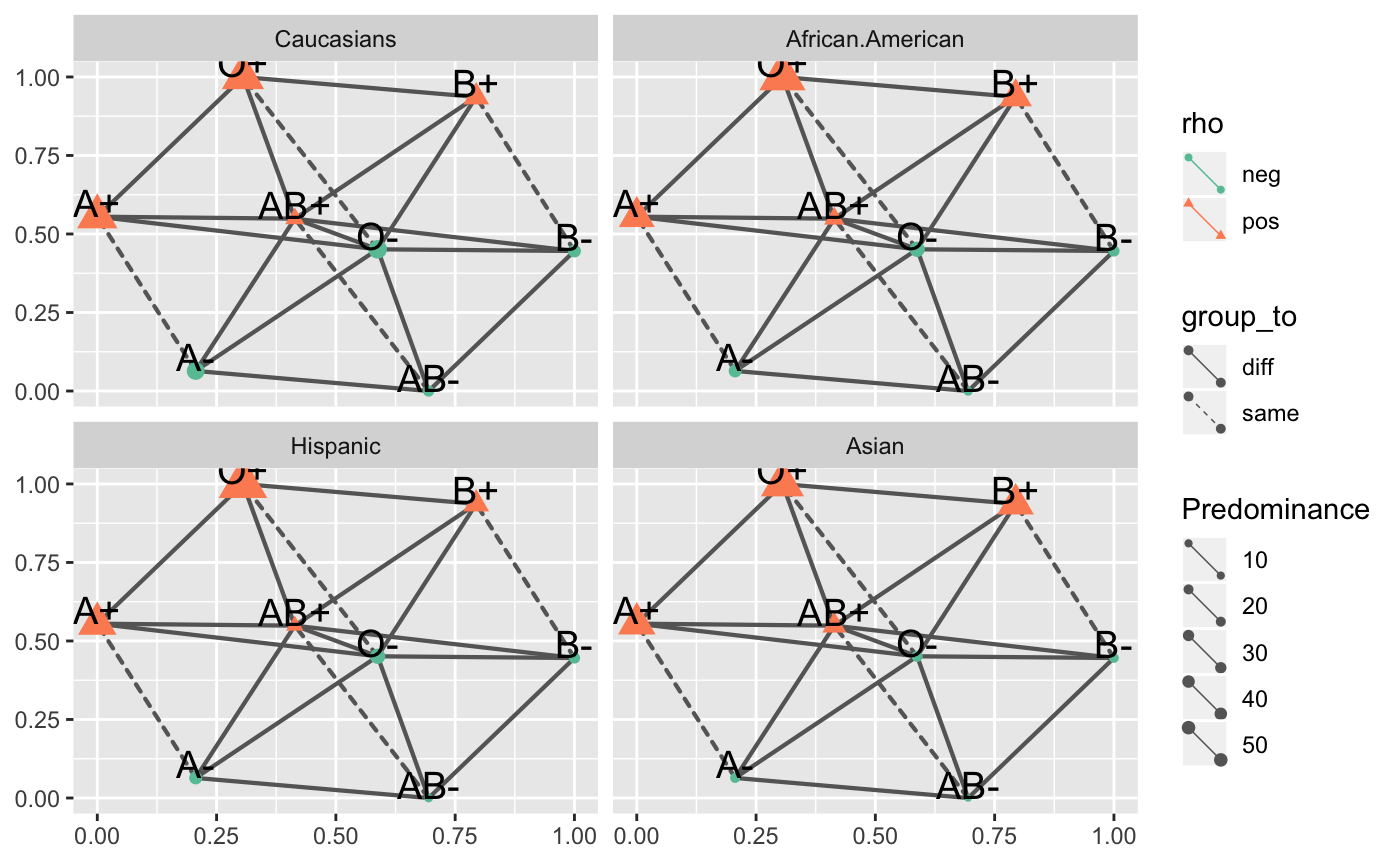 Caucasians
African.American
1.00
0.75
0.50
0.25
0.00
O+
B+
A+
AB+
O-
B-
A-
AB-
O+
B+
A+
AB+
O-
B-
A-
AB-
Hispanic
Asian
1.00
0.75
0.50
0.25
0.00
O+
B+
A+
AB+
O-
B-
A-
AB-
O+
B+
A+
AB+
O-
B-
A-
AB-
0.00 0.25 0.50 0.75 1.00
0.00 0.25 0.50 0.75 1.00
rho
neg
pos
group_to
diff
same
Predominance
10
20
30
40
50